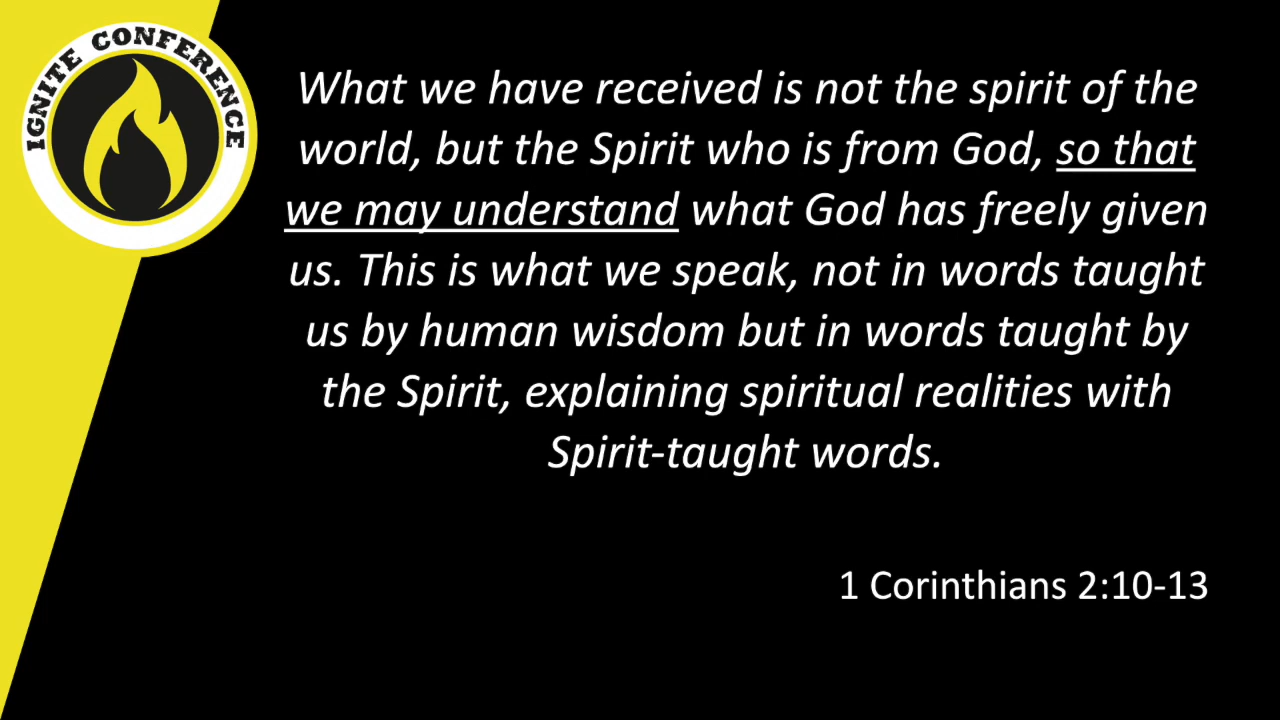 IGNITE CONFERENCE
What we have received is not the spirit of the
world, but the Spirit who is from God, so that
we may understand what God has freely given
us. This is what we speak, not in words taught
us by human wisdom but in words taught by
the Spirit, explaining spiritual realities with
Spirit-taught words.
1 Corinthians 2:10-13